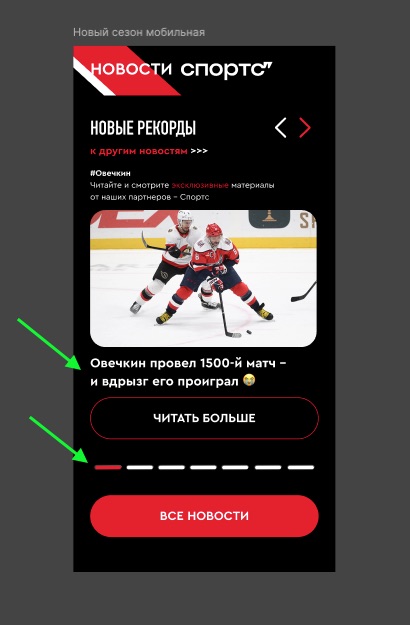 Новый сезон мобильная
НОВОСТИ спортс”
НОВЫЕ РЕКОРДЫ
к другим новостям >>>
#Овечкин
Читайте и смотрите эксклюзивные материалы
от наших партнеров – Спортс
Овечкин провел 1500-й матч –
и вдрызг его проиграл 😭
ЧИТАТЬ БОЛЬШЕ
ВСЕ НОВОСТИ